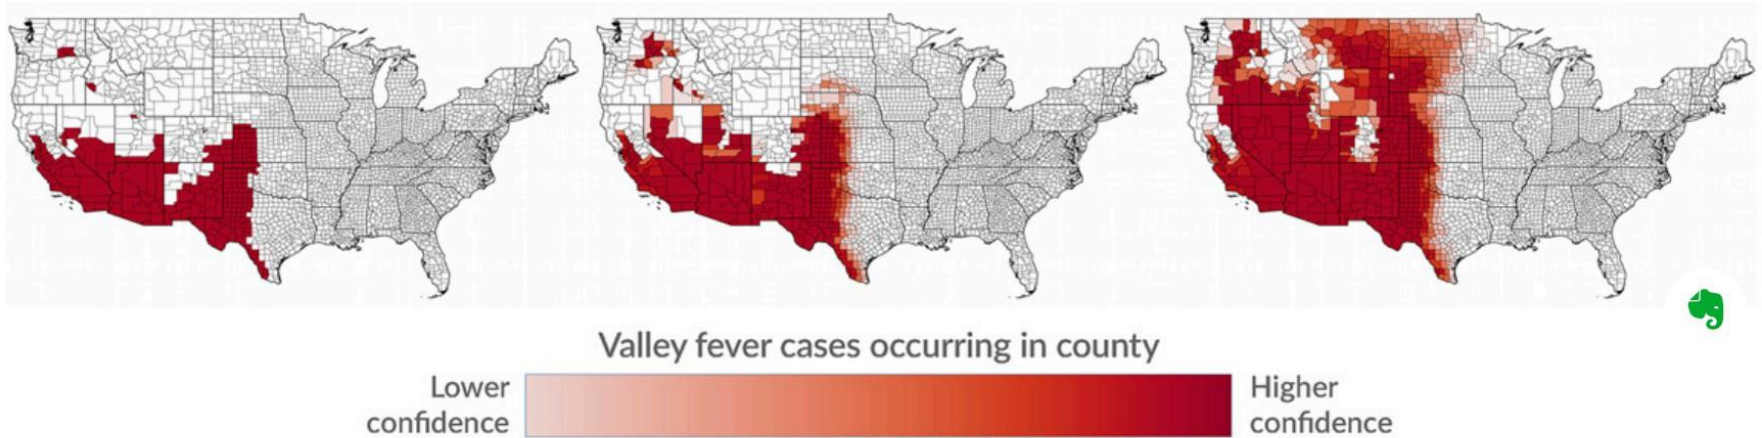 Valley fever cases occurring in county
Lower
confidence
Higher
confidence